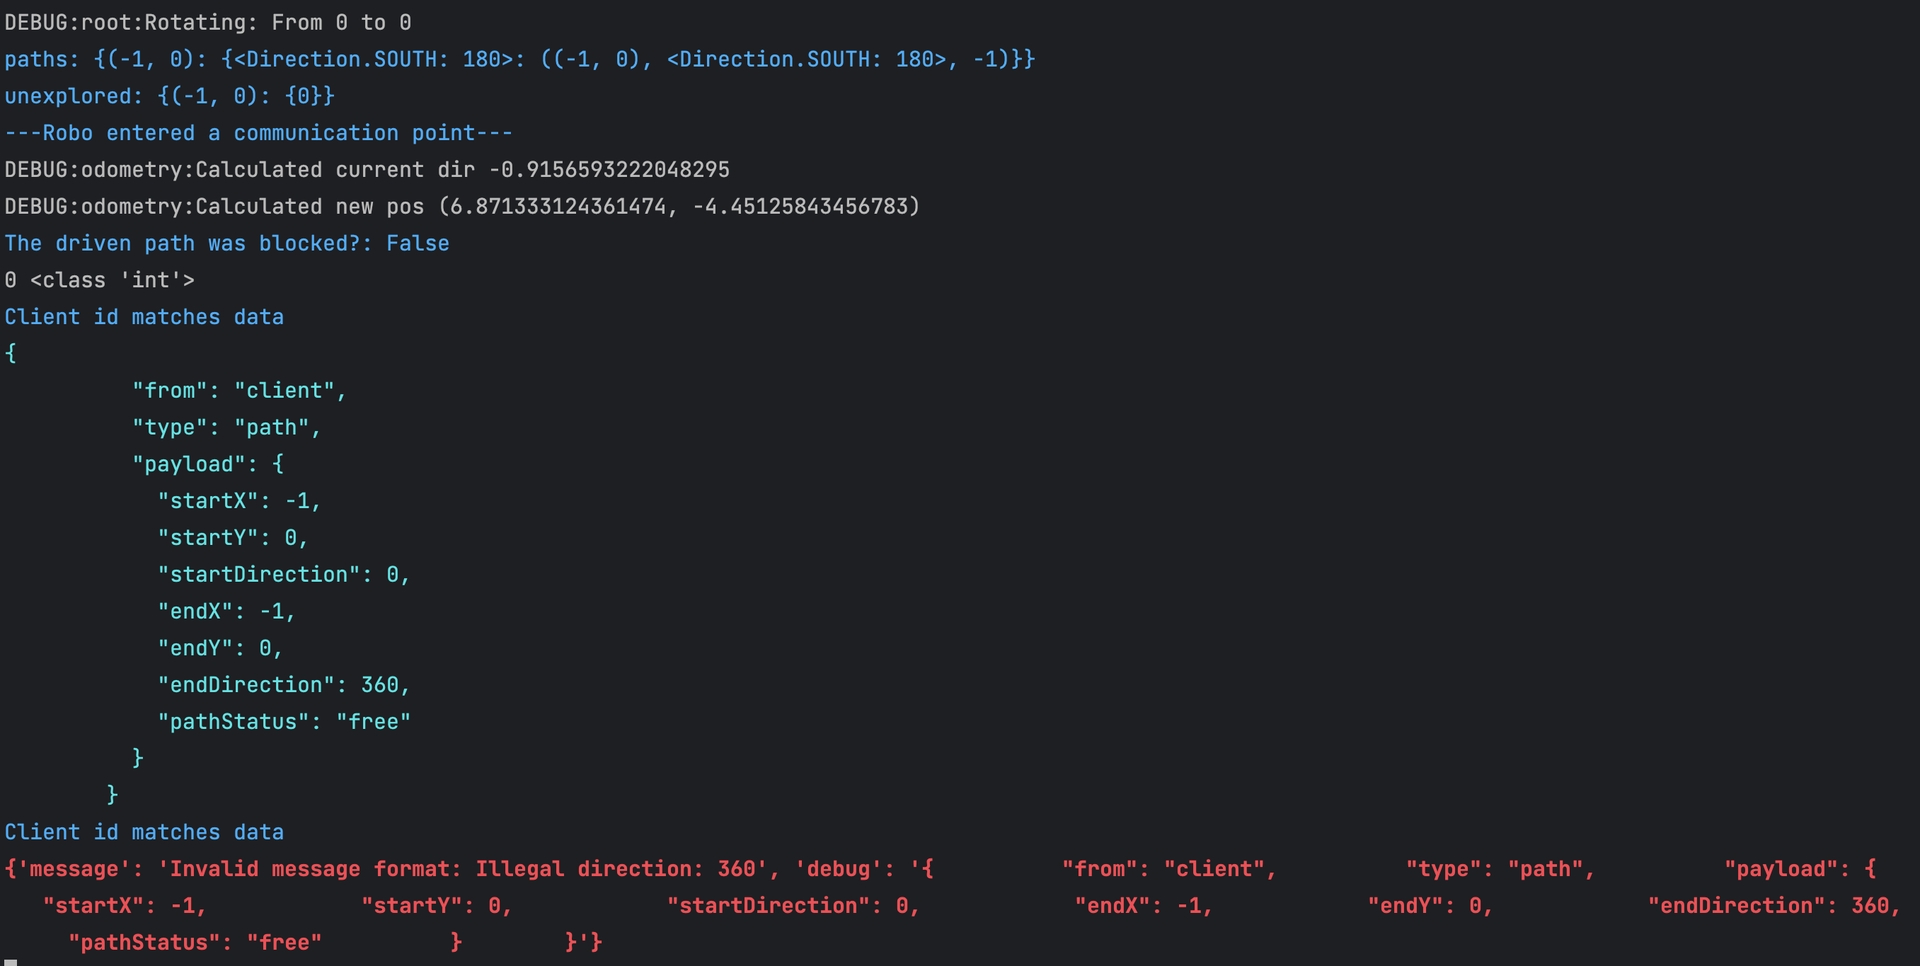 DEBUG:root:Rotating: From 0 to 0
paths: {(-1, 0): {<Direction.SOUTH: 180>: ((-1, 0), <Direction.SOUTH: 180>, -1)}}
unexplored: {(-1, 0): {0}}
---Robo entered a communication point---
DEBUG:odometry:Calculated current dir -0.9156593222048295
DEBUG:odometry:Calculated new pos (6.871333124361474, -4.45125843456783)
The driven path was blocked?: False
0 <class 'int'>
Client id matches data
{
          "from": "client",
          "type": "path",
          "payload": {
            "startX": -1,
            "startY": 0,
            "startDirection": 0,
            "endX": -1,
            "endY": 0,
            "endDirection": 360,
            "pathStatus": "free"
          }
        }
Client id matches data
{'message': 'Invalid message format: Illegal direction: 360', 'debug': '{          "from": "client",          "type": "path",          "payload": {
   "startX": -1,            "startY": 0,            "startDirection": 0,            "endX": -1,            "endY": 0,            "endDirection": 360,
     "pathStatus": "free"          }        }'}